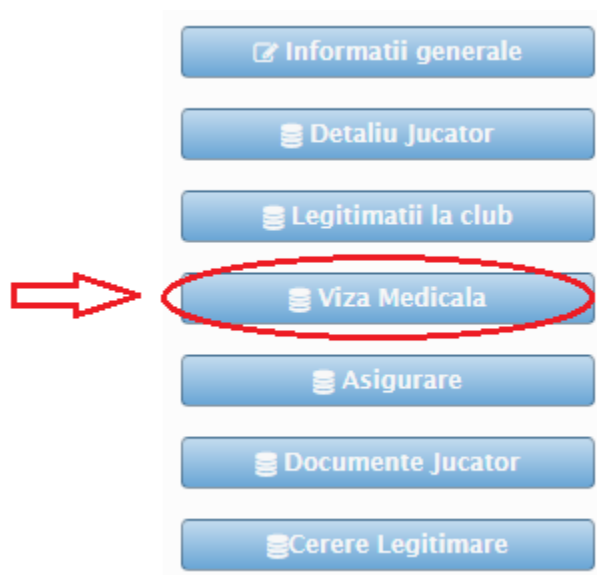 Informatii generale
Detaliu Jucator
Legitimatii la club
Viza Medicala
Asigurare
Documente Jucator
Cerere Legitimare